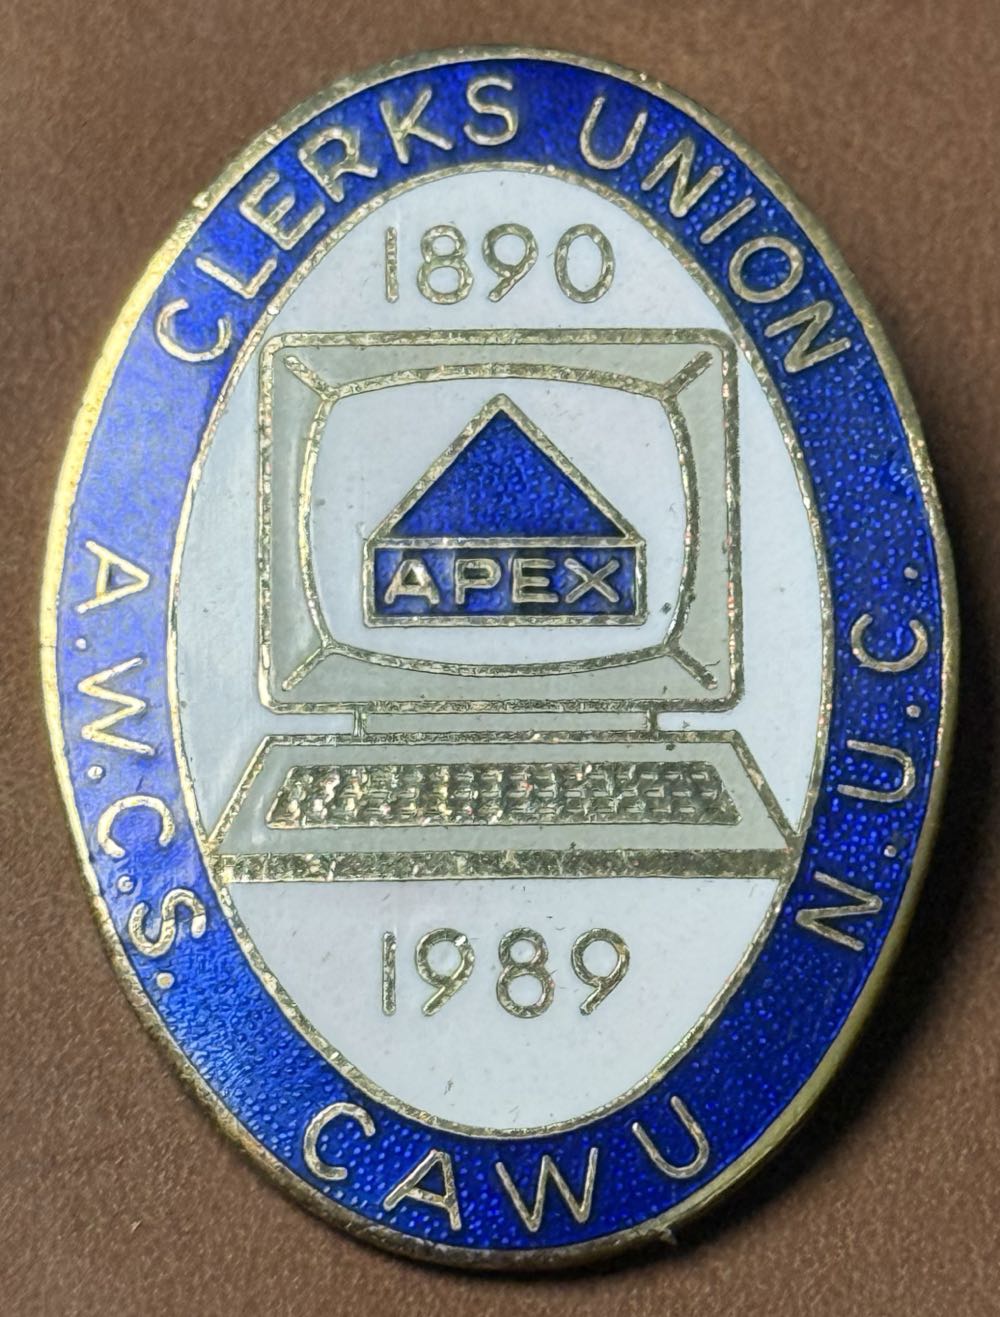 CLERKS UNION
1890
APEX
1989
A.W.C.S.
N.U.C.
CAWU